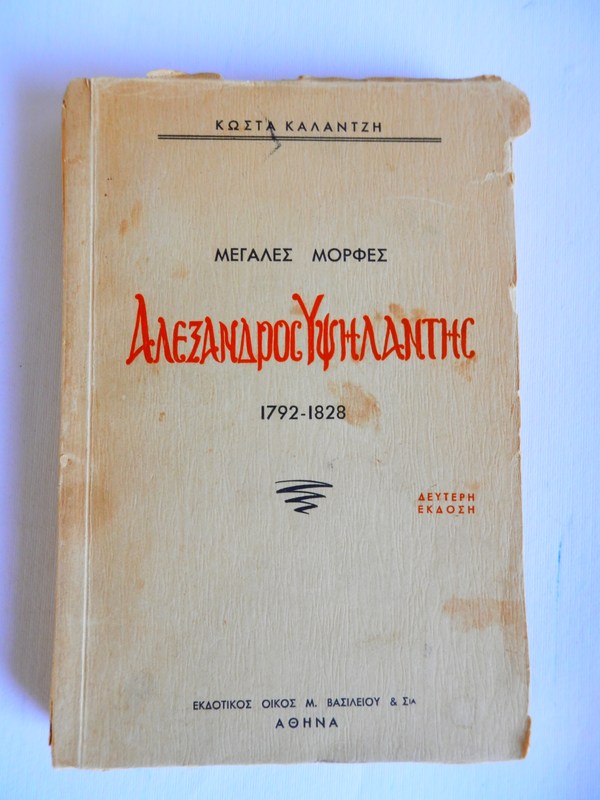 ΚΩΣΤΑ ΚΑΛΑΝΤΖΗ
ΜΕΓΑΛΕΣ ΜΟΡΦΕΣ
ΑΛΕΞΑΝΔΡΟΣ ΥΨΗΛΑΝΤΗΣ
1792-1828
ΔΕΥΤΕΡΗ
ΕΚΔΟΣΗ
ΕΚΔΟΤΙΚΟΣ ΟΙΚΟΣ Μ. ΒΑΣΙΛΕΙΟΥ & Σια
ΑΘΗΝΑ